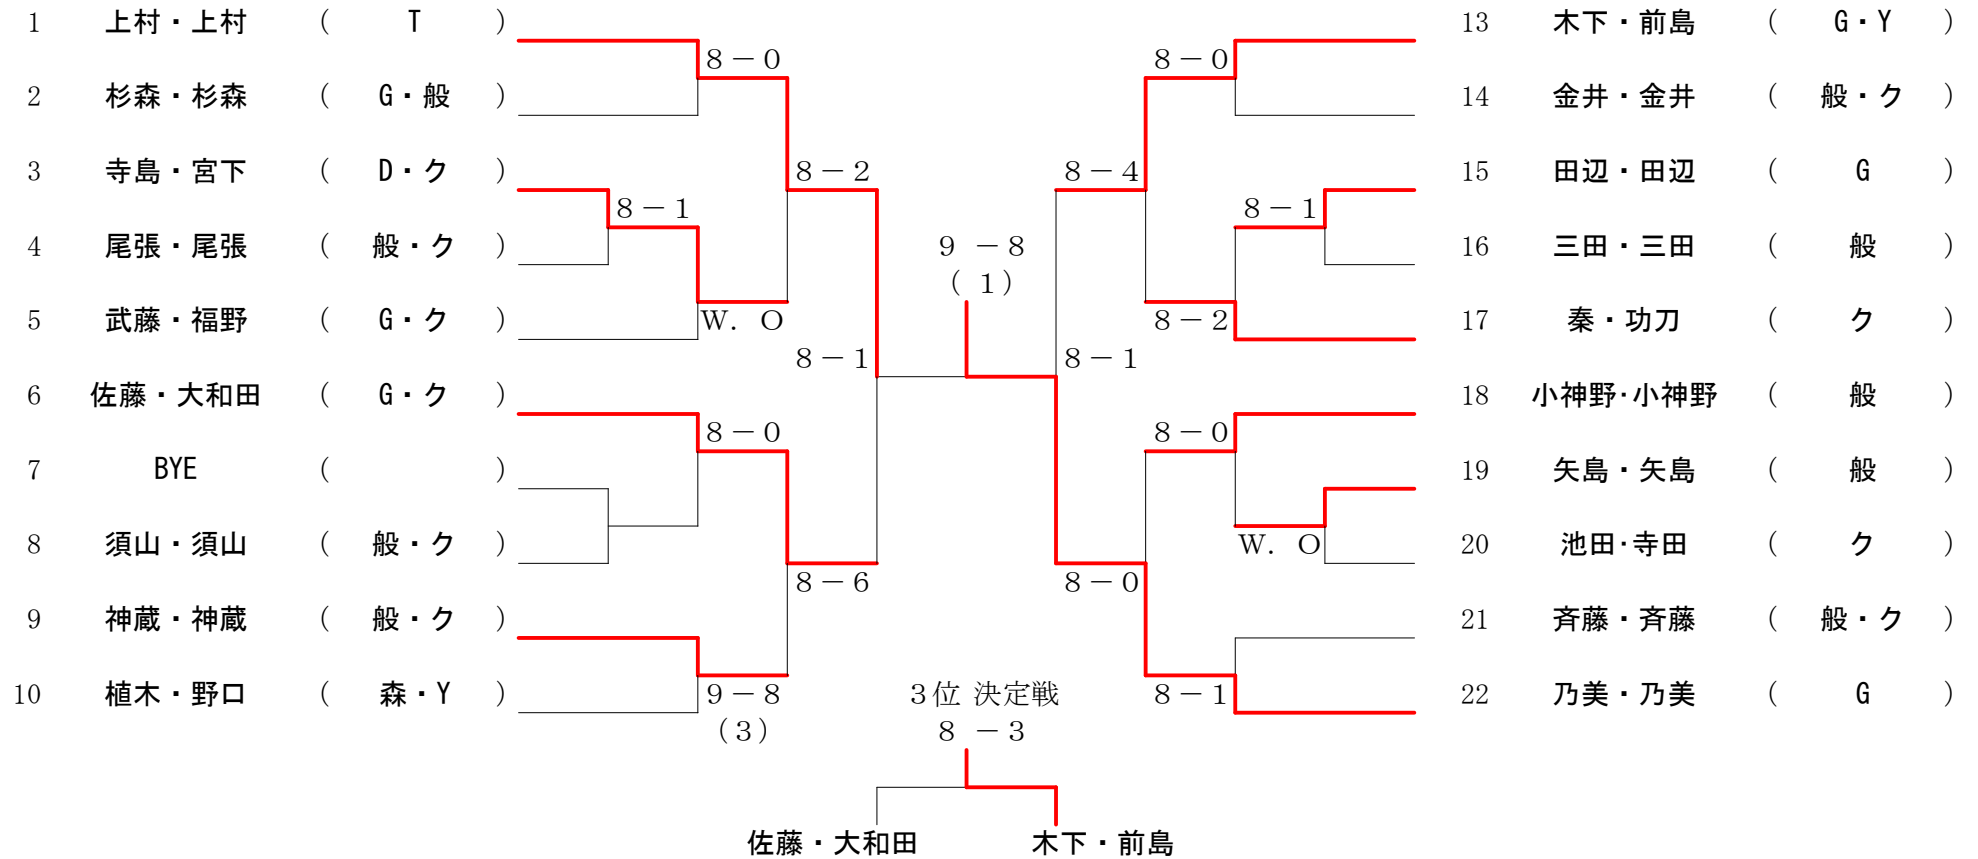 1 上村・上村 ( T )
13 木下・前島 ( G・Y )
8－0
8－0
2 杉森・杉森 ( G・般 )
14 金井・金井 ( 般・ク )
3 寺島・宮下 ( D・ク )
8－2
8－4
15 田辺・田辺 ( G )
8－1
8－1
4 尾張・尾張 ( 般・ク )
9 －8
16 三田・三田 ( 般 )
( 1)
5 武藤・福野 ( G・ク )
W. O
8－2
17 秦・功刀 ( ク )
8－1
8－1
6 佐藤・大和田 ( G・ク )
18 小神野・小神野 ( 般 )
8－0
8－0
7 BYE ( )
19 矢島・矢島 ( 般 )
8 須山・須山 ( 般・ク )
W. O
20 池田・寺田 ( ク )
8－6
8－0
9 神蔵・神蔵 ( 般・ク )
21 斉藤・斉藤 ( 般・ク )
10 植木・野口 ( 森・Y )
9－8
3位 決定戦
8－1
22 乃美・乃美 ( G )
(3)
8 －3
佐藤・大和田
木下・前島